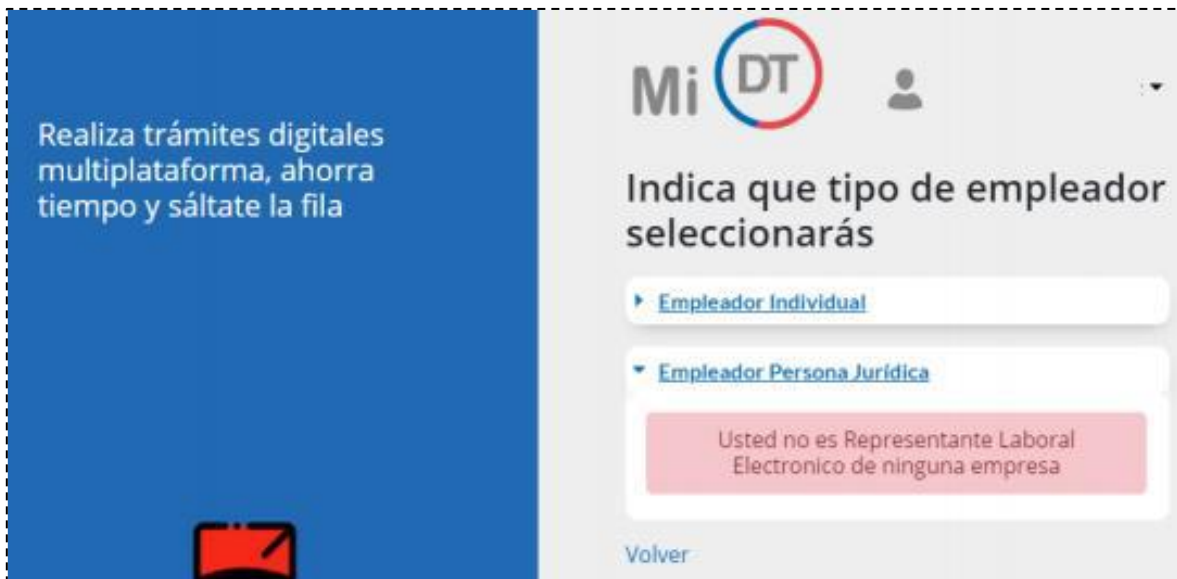 Realiza trámites digitales
multiplataforma, ahorra
tiempo y sáltate la fila
Mi DT
Indica que tipo de empleador
seleccionarás
Empleador Individual
Empleador Persona Jurídica
Usted no es Representante Laboral
Electronico de ninguna empresa
Volver